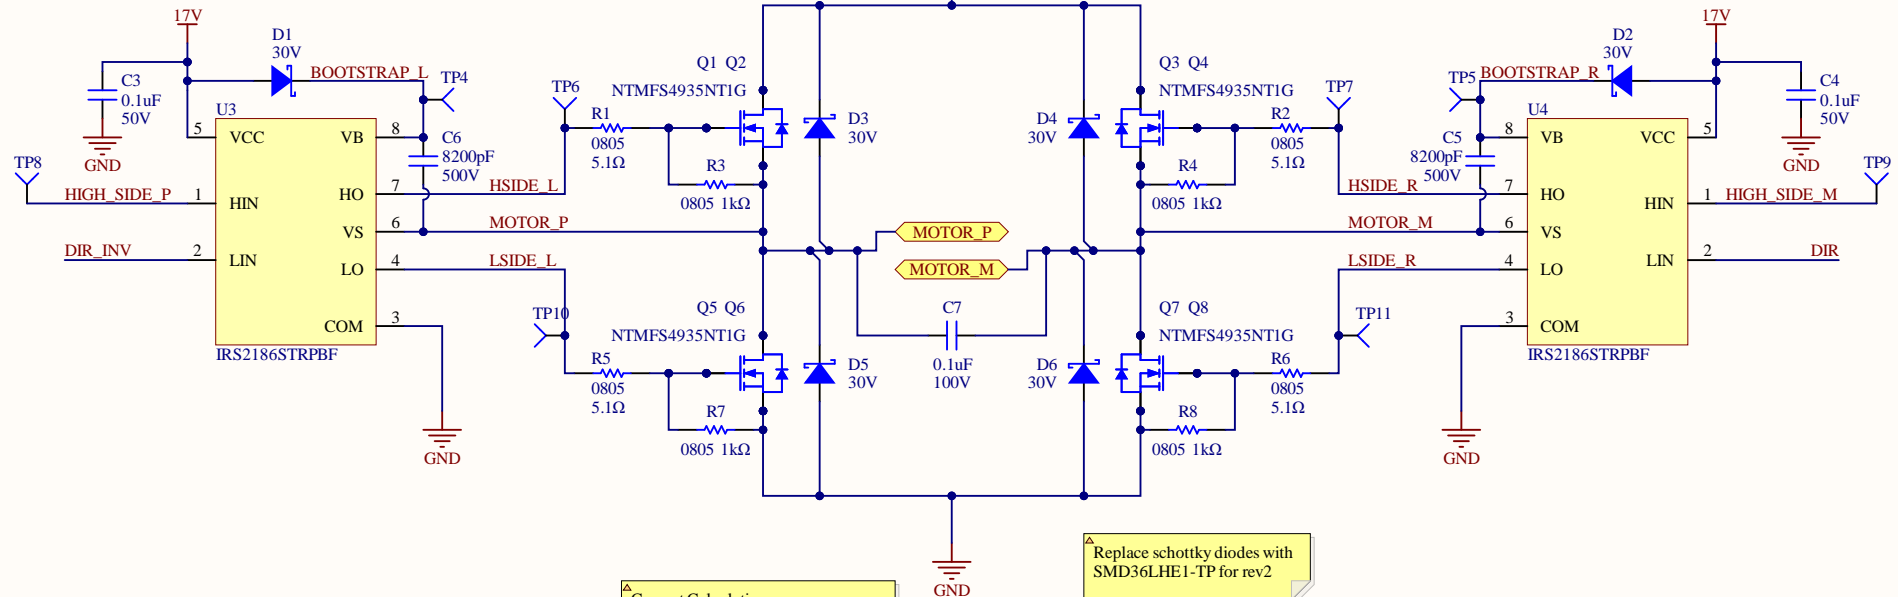 17V
D1
30V
BOOTSTRAP_L
TP4
C3
0.1uF
50V
GND
U3
5
VCC
VB
8
C6
8200pF
500V
TP8
HIGH_SIDE_P
1
HIN
HO
7
HSIDE_L
VS
6
MOTOR_P
DIR_INV
2
LIN
LO
4
LSIDE_L
COM
3
IRS2186STRPBF
GND
TP6
R1
0805
5.1Ω
Q1 Q2
NTMFS4935NT1G
R3
0805 1kΩ
D3
30V
TP10
R5
0805
5.1Ω
Q5 Q6
NTMFS4935NT1G
R7
0805 1kΩ
D5
30V
MOTOR_P
MOTOR_M
C7
0.1uF
100V
GND
D4
30V
Q3 Q4
NTMFS4935NT1G
R4
0805 1kΩ
R2
0805
5.1Ω
TP7
D6
30V
Q7 Q8
NTMFS4935NT1G
R8
0805 1kΩ
R6
0805
5.1Ω
TP11
HSIDE_R
MOTOR_M
LSIDE_R
TP5
BOOTSTRAP_R
D2
30V
17V
C4
0.1uF
50V
GND
C5
8200pF
500V
U4
8
VB
VCC
5
7
HO
HIN
1
HIGH_SIDE_M
TP9
6
VS
4
LO
LIN
2
DIR
3
COM
IRS2186STRPBF
GND
Replace schottky diodes with
SMD36LHE1-TP for rev2